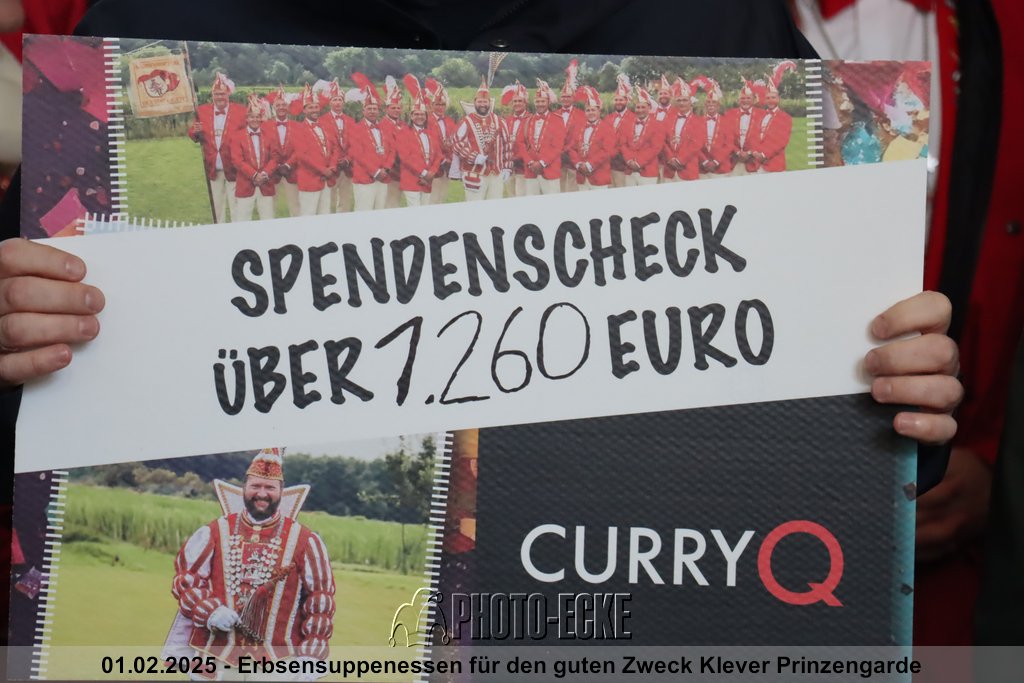 SPENDENSCHECK
ÜBER 1.260 EURO
CURRYQ
PHOTO-ECKE
01.02.2025 - Erbsensuppenessen für den guten Zweck Klever Prinzengarde